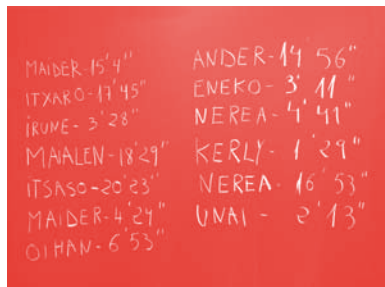 MAIDER-15'4"
ITXARO-17'45"
IRUNE-3'28"
MAIALEN-18'29"
ITSASO-20'23"
MAIDER-4'24"
OIHAN-6'53"
ANDER-14'56"
ENEKO-3'11"
NEREA-4'41"
KERLY-1'29"
NEREA-16'53"
UNAI-2'13"